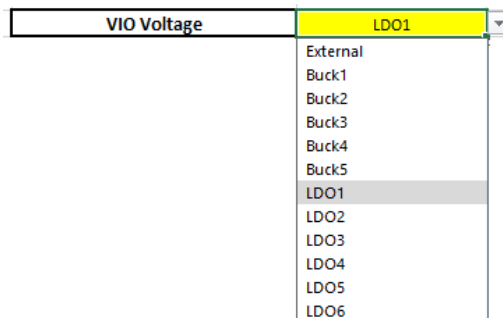 VIO Voltage LDO1
External
Buck1
Buck2
Buck3
Buck4
Buck5
LDO1
LDO2
LDO3
LDO4
LDO5
LDO6